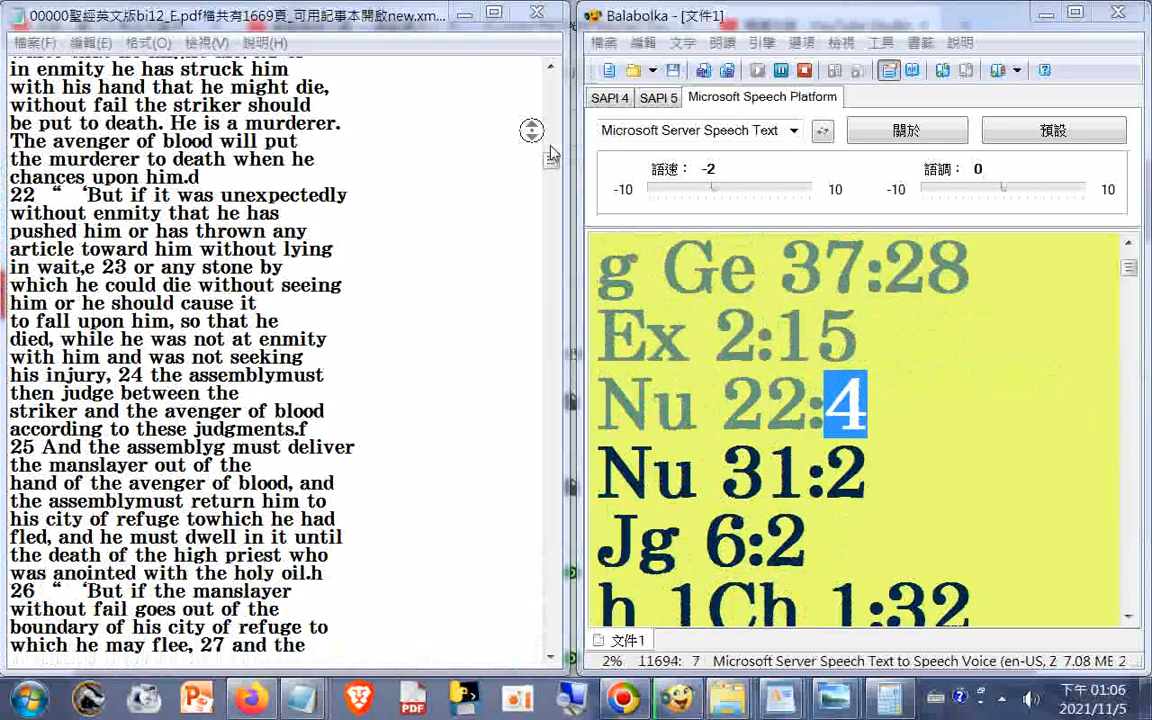 00000聖經英文版bi12_E.pdf檔共有1669頁_可用記事本開啟new.xm...
檔案(F) 編輯(E) 格式(O) 檢視(V) 說明(H)
in enmity he has struck him
with his hand that he might die,
without fail the striker should
be put to death. He is a murderer.
The avenger of blood will put
the murderer to death when he
chances upon him.d
22 “ ‘But if it was unexpectedly
without enmity that he has
pushed him or has thrown any
article toward him without lying
in wait,e 23 or any stone by
which he could die without seeing
him or he should cause it
to fall upon him, so that he
died, while he was not at enmity
with him and was not seeking
his injury, 24 the assemblymust
then judge between the
striker and the avenger of blood
according to these judgments.f
25 And the assemblyg must deliver
the manslayer out of the
hand of the avenger of blood, and
the assemblymust return him to
his city of refuge towhich he had
fled, and he must dwell in it until
the death of the high priest who
was anointed with the holy oil.h
26 “ ‘But if the manslayer
without fail goes out of the
boundary of his city of refuge to
which he may flee, 27 and the
Balabolka - [文件1]
檔案 編輯 文字 朗讀 引擎 選項 檢視 工具 書籤 說明
SAPI 4 SAPI 5 Microsoft Speech Platform
Microsoft Server Speech Text 關於 預設
語速: -2 語調: 0
-10 10 -10 10
g Ge 37:28
Ex 2:15
Nu 22:4
Nu 31:2
Jg 6:2
h 1Ch 1:32
文件1
2% 11694: 7 Microsoft Server Speech Text to Speech Voice (en-US, Z 7.08 MB 2
PDF
下午 01:06
2021/11/5